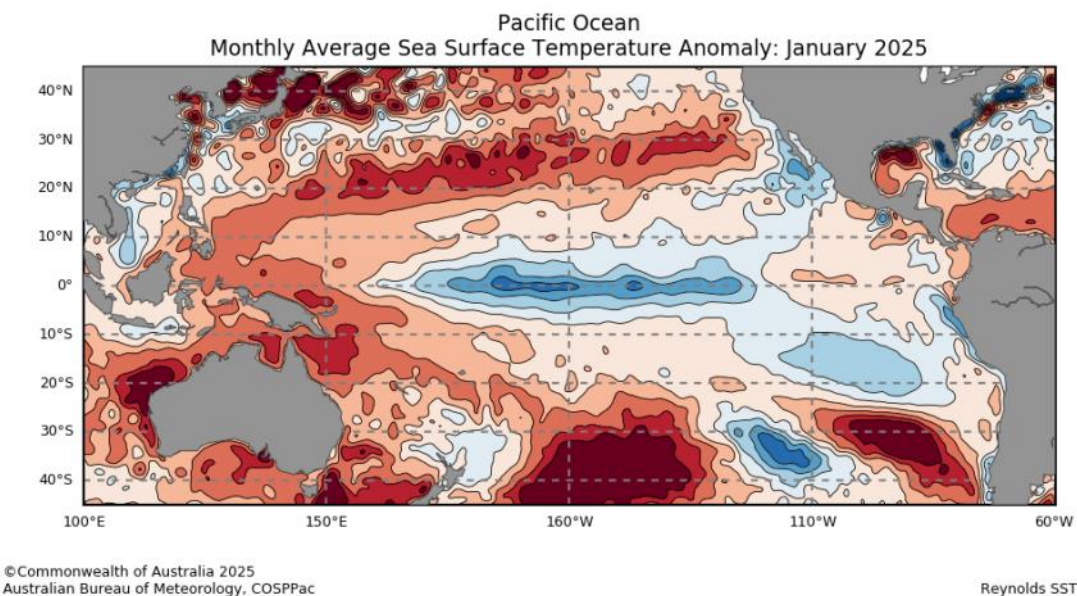 Pacific Ocean
Monthly Average Sea Surface Temperature Anomaly: January 2025
40°N
30°N
20°N
10°N
0°
10°S
20°S
30°S
40°S
100°E 150°E 160°W 110°W 60°W
©Commonwealth of Australia 2025
Australian Bureau of Meteorology, COSPPac
Reynolds SST